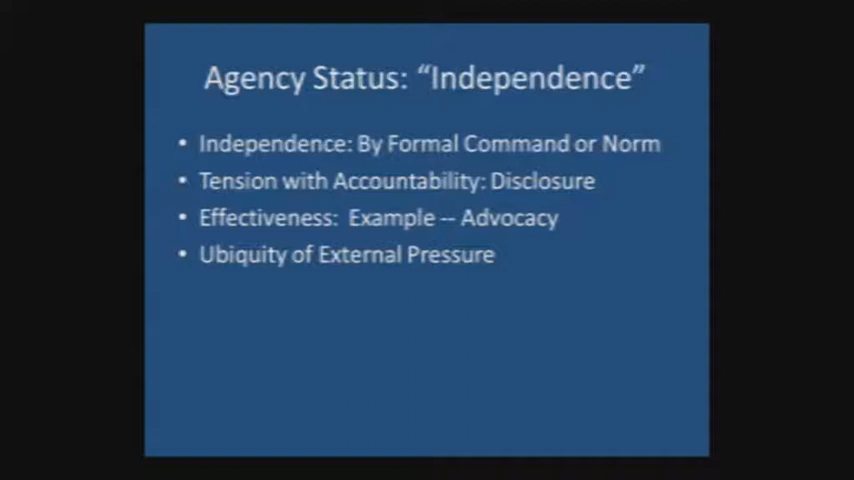 Agency Status: “Independence”
• Independence: By Formal Command or Norm
• Tension with Accountability: Disclosure
• Effectiveness:  Example -- Advocacy
• Ubiquity of External Pressure